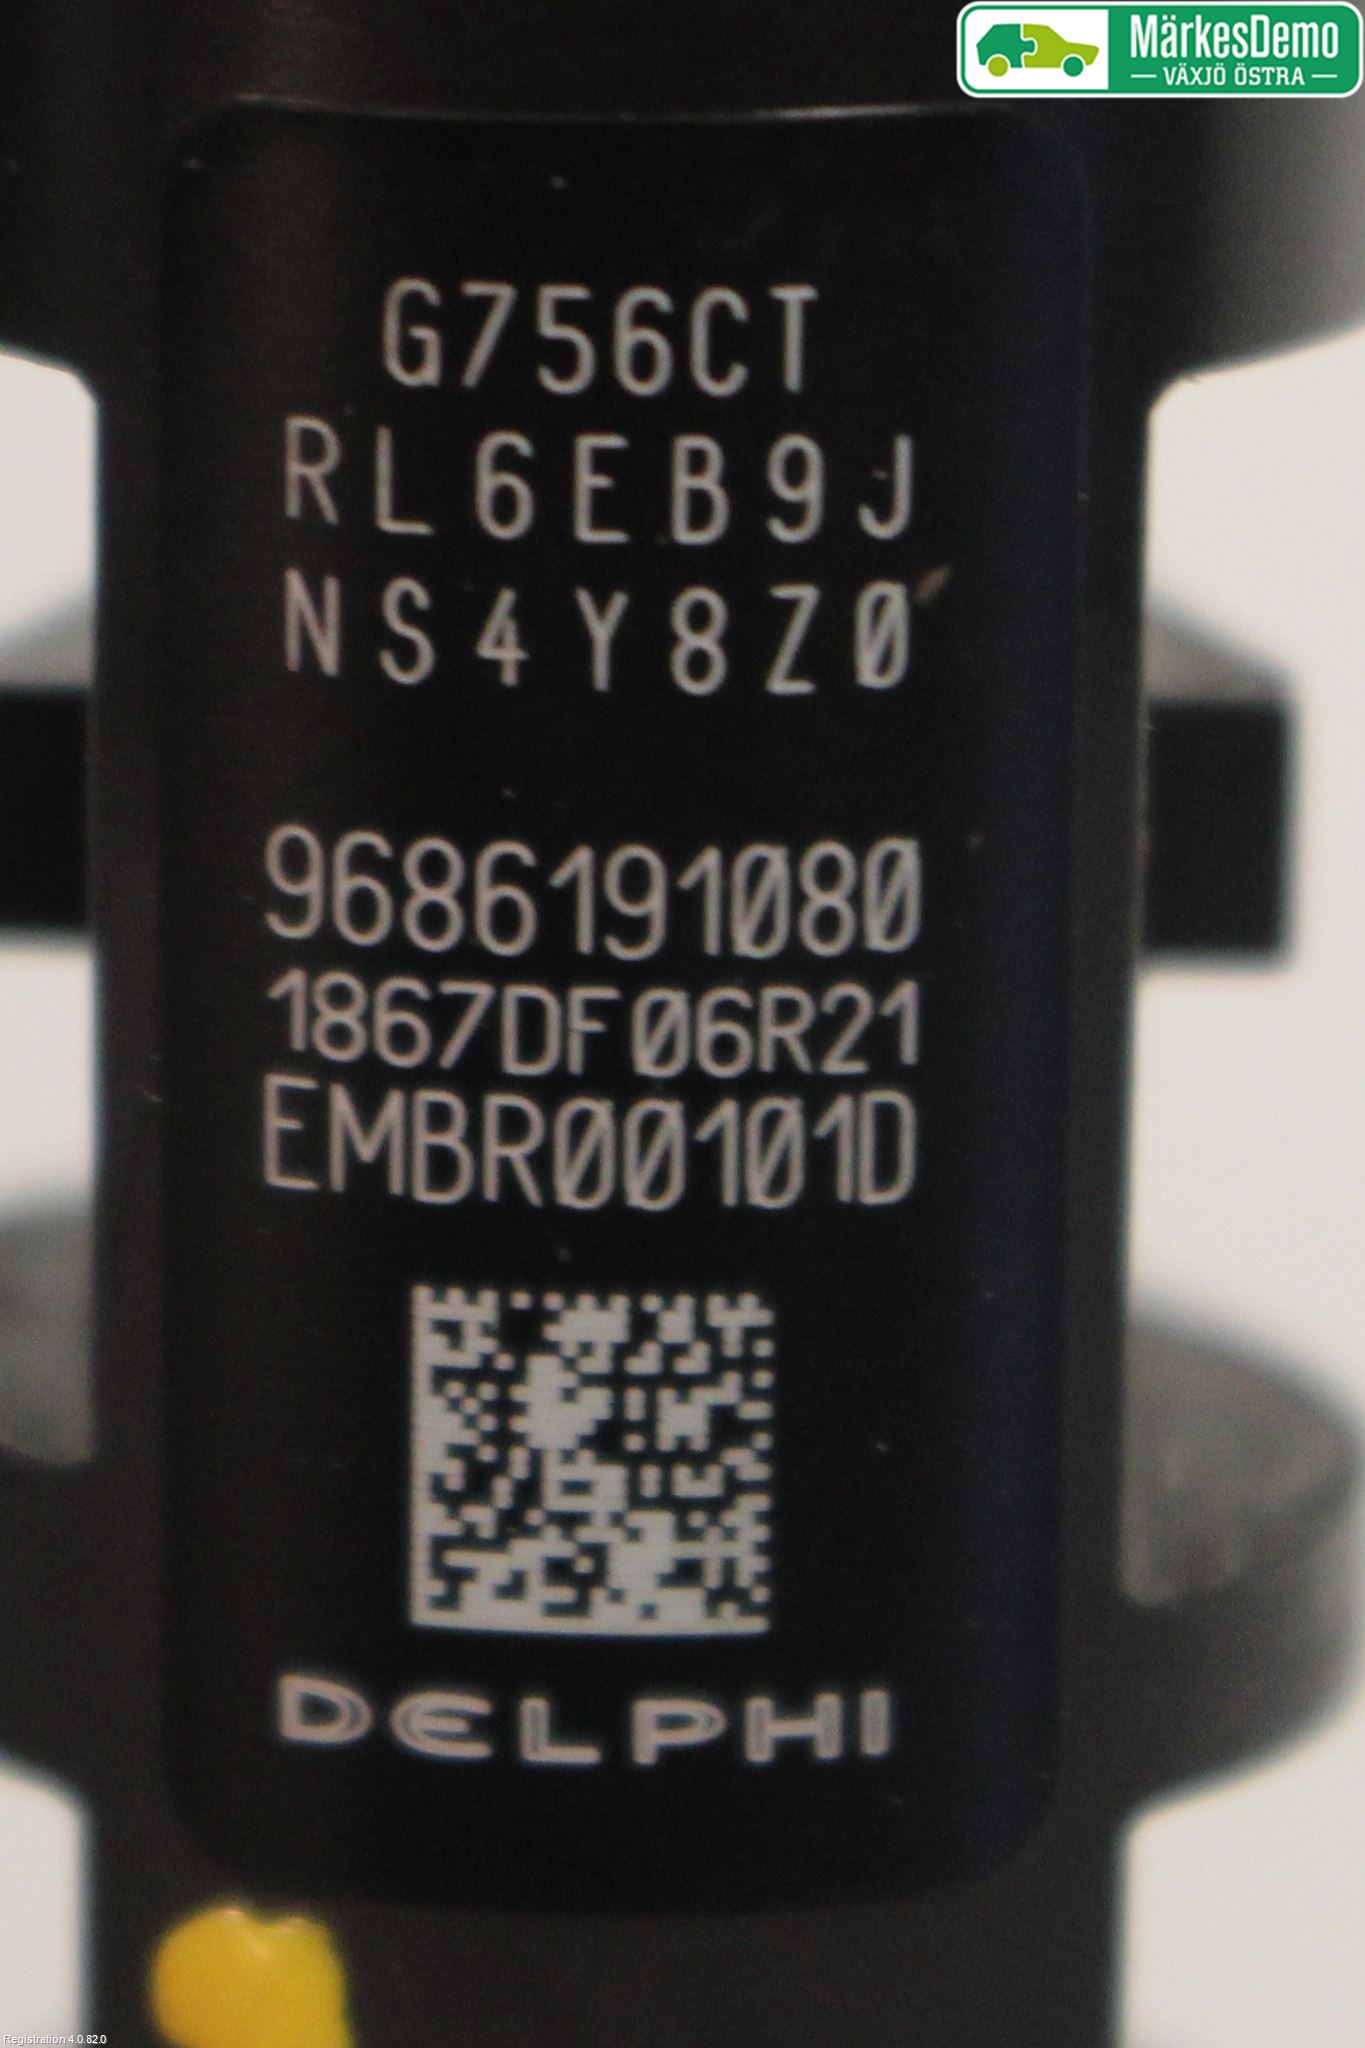 MärkesDemo
VÄXJÖ ÖSTRA
G756CT
RL6EB9J
NS4Y8Z0
9686191080
1867DF06R21
EMBR00101D
DELPHI
Registration 4.0.82.0